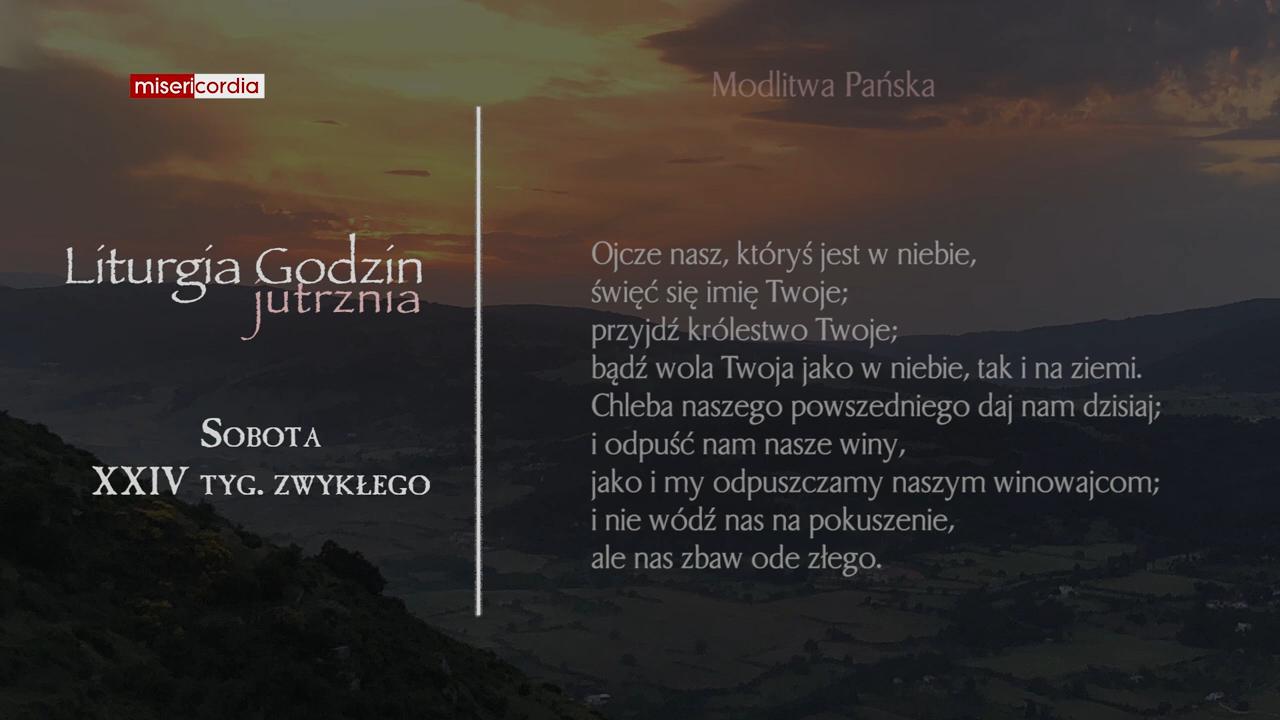 misericordia
Liturgia Godzin
jutrznia
Sobota
XXIV tyg. zwykłego
Modlitwa Pańska
Ojcze nasz, któryś jest w niebie,
święć się imię Twoje;
przyjdź królestwo Twoje;
bądź wola Twoja jako w niebie, tak i na ziemi.
Chleba naszego powszedniego daj nam dzisiaj;
i odpuść nam nasze winy,
jako i my odpuszczamy naszym winowajcom;
i nie wódź nas na pokuszenie,
ale nas zbaw ode złego.